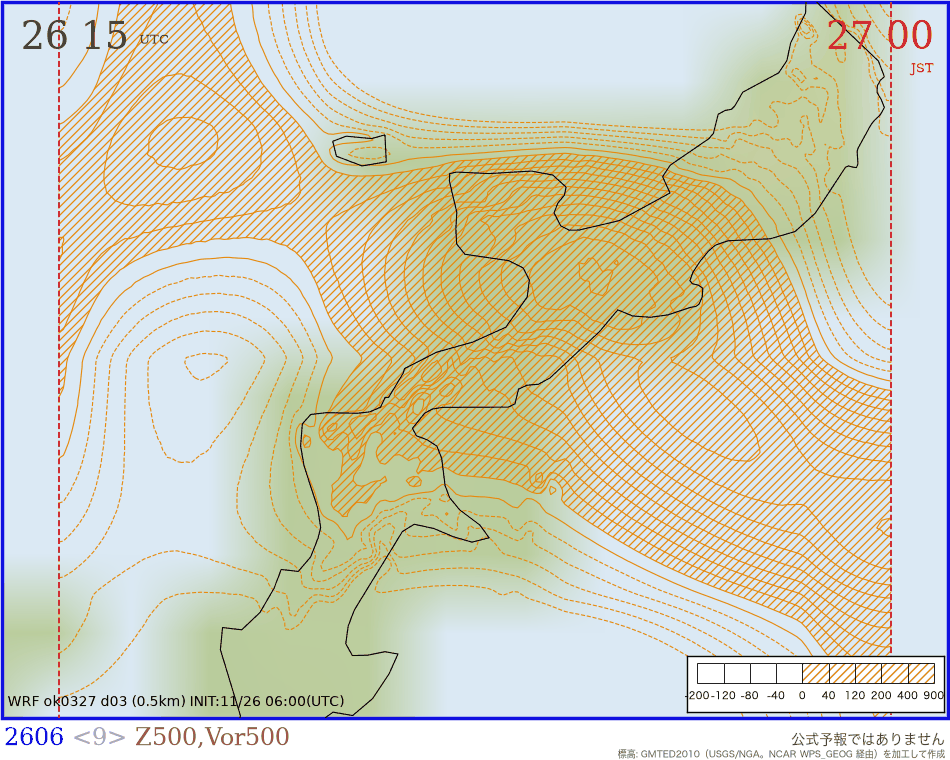 26 15 UTC
27 00
JST
-200 -120 -80 -40 0 40 120 200 400 900
WRF ok0327 d03 (0.5km) INIT:11/26 06:00(UTC)
2606 <9> Z500,Vor500
公式予報ではありません
標高: GMTED2010（USGS/NGA。NCAR WPS_GEOG 経由）を加工して作成